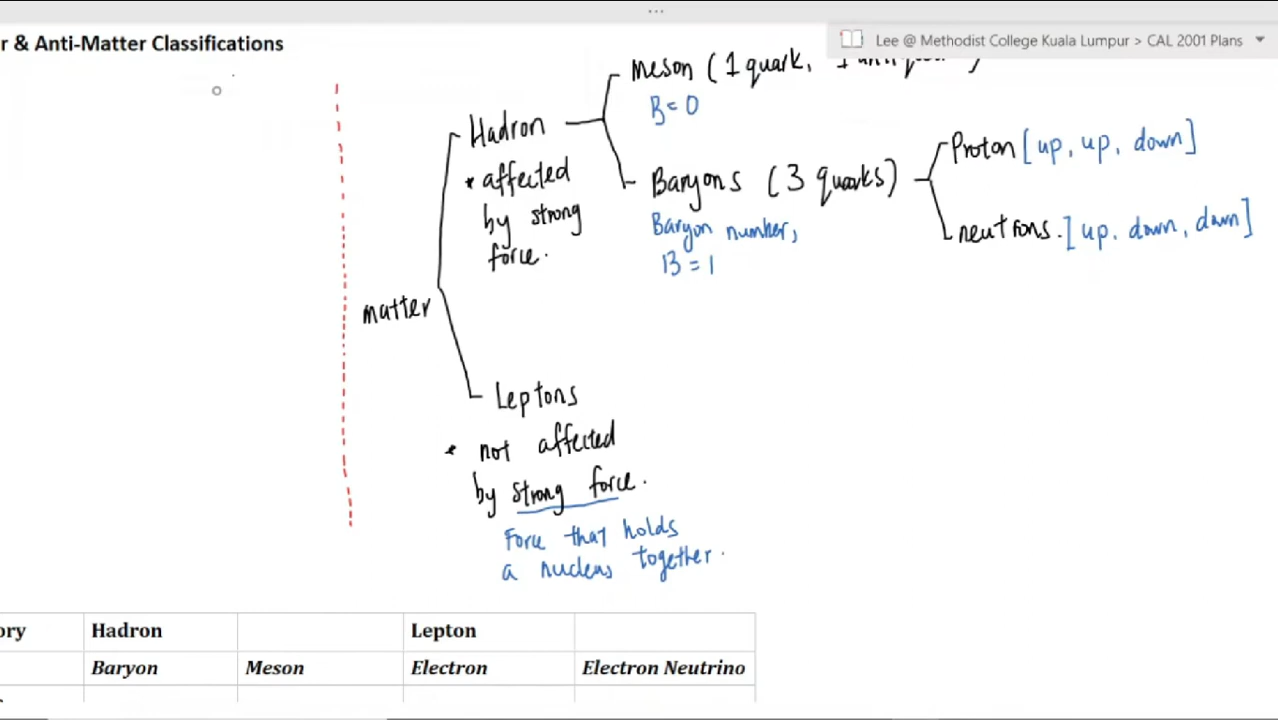 ...
r & Anti-Matter Classifications
Lee @ Methodist College Kuala Lumpur > CAL 2001 Plans
Meson (1 quark,
B = 0
Hadron
* affected
by strong
force.
Baryons (3 quarks)
Baryon number,
B = 1
Proton [up, up, down]
neutrons.] up. down, down]
matter
Leptons
* not affected
by strong force.
Force that holds
a nucleus together.
ory Hadron Lepton
Baryon Meson Electron Electron Neutrino